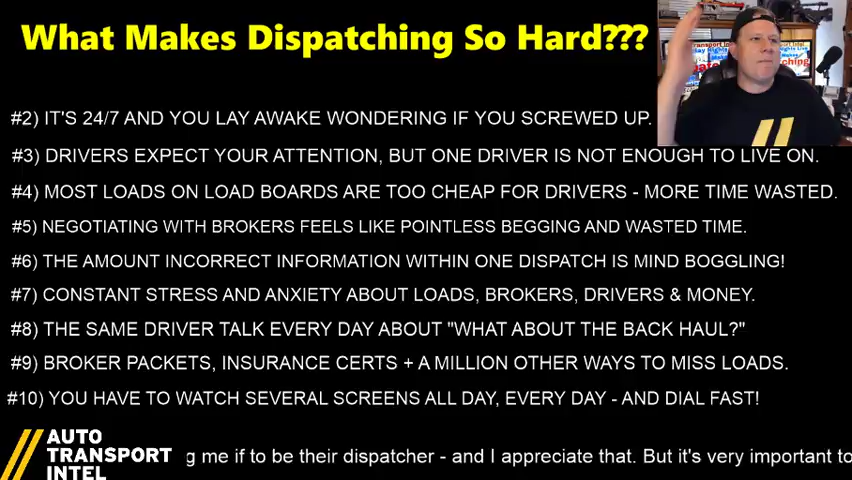 What Makes Dispatching So Hard???
#2) IT'S 24/7 AND YOU LAY AWAKE WONDERING IF YOU SCREWED UP.
#3) DRIVERS EXPECT YOUR ATTENTION, BUT ONE DRIVER IS NOT ENOUGH TO LIVE ON.
#4) MOST LOADS ON LOAD BOARDS ARE TOO CHEAP FOR DRIVERS - MORE TIME WASTED.
#5) NEGOTIATING WITH BROKERS FEELS LIKE POINTLESS BEGGING AND WASTED TIME.
#6) THE AMOUNT INCORRECT INFORMATION WITHIN ONE DISPATCH IS MIND BOGGLING!
#7) CONSTANT STRESS AND ANXIETY ABOUT LOADS, BROKERS, DRIVERS & MONEY.
#8) THE SAME DRIVER TALK EVERY DAY ABOUT "WHAT ABOUT THE BACK HAUL?"
#9) BROKER PACKETS, INSURANCE CERTS + A MILLION OTHER WAYS TO MISS LOADS.
#10) YOU HAVE TO WATCH SEVERAL SCREENS ALL DAY, EVERY DAY - AND DIAL FAST!
AUTO
TRANSPORT
INTEL
g me if to be their dispatcher - and I appreciate that. But it's very important to